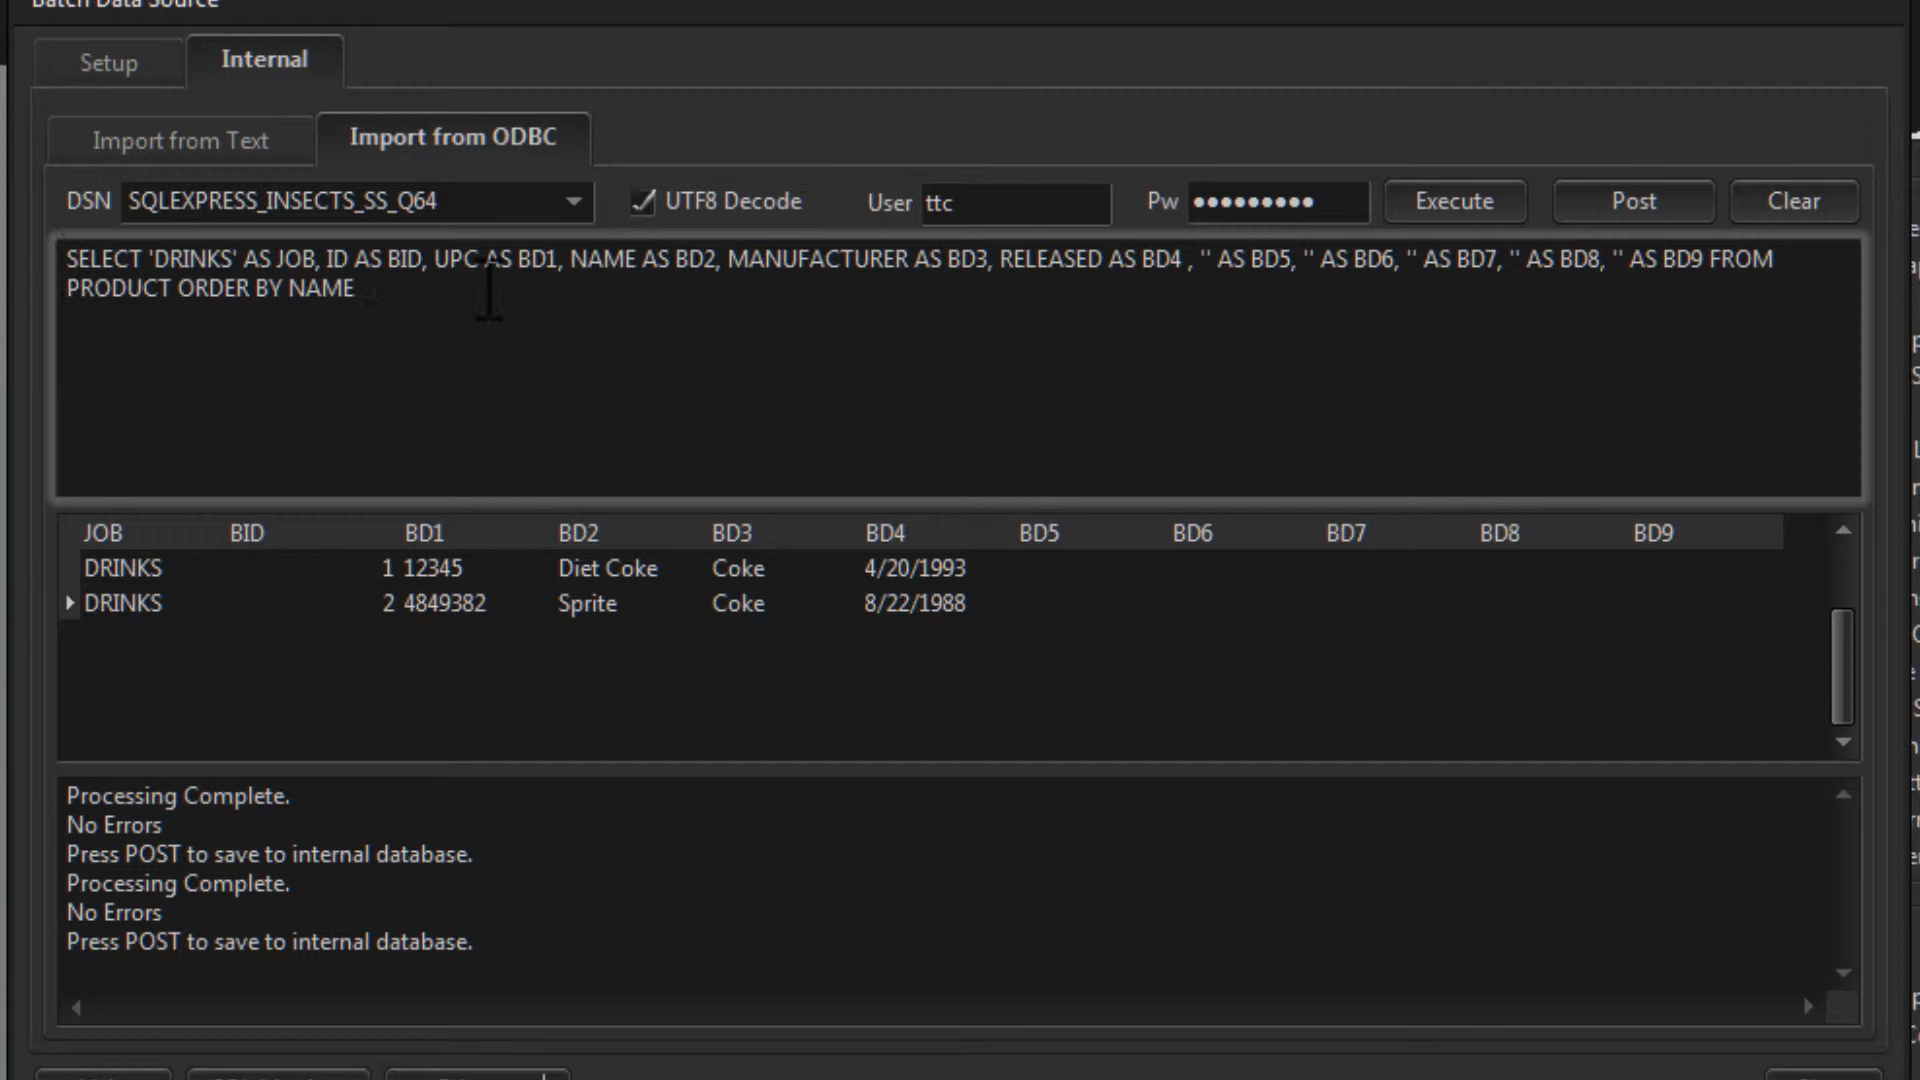 Batch Data Source
Setup
Internal
Import from Text
Import from ODBC
DSN SQLEXPRESS_INSECTS_SS_Q64 UTF8 Decode User ttc Pw ••••••••• Execute Post Clear
SELECT 'DRINKS' AS JOB, ID AS BID, UPC AS BD1, NAME AS BD2, MANUFACTURER AS BD3, RELEASED AS BD4 , '' AS BD5, '' AS BD6, '' AS BD7, '' AS BD8, '' AS BD9 FROM
PRODUCT ORDER BY NAME
JOB BID BD1 BD2 BD3 BD4 BD5 BD6 BD7 BD8 BD9
DRINKS 1 12345 Diet Coke Coke 4/20/1993
DRINKS 2 4849382 Sprite Coke 8/22/1988
Processing Complete.
No Errors
Press POST to save to internal database.
Processing Complete.
No Errors
Press POST to save to internal database.